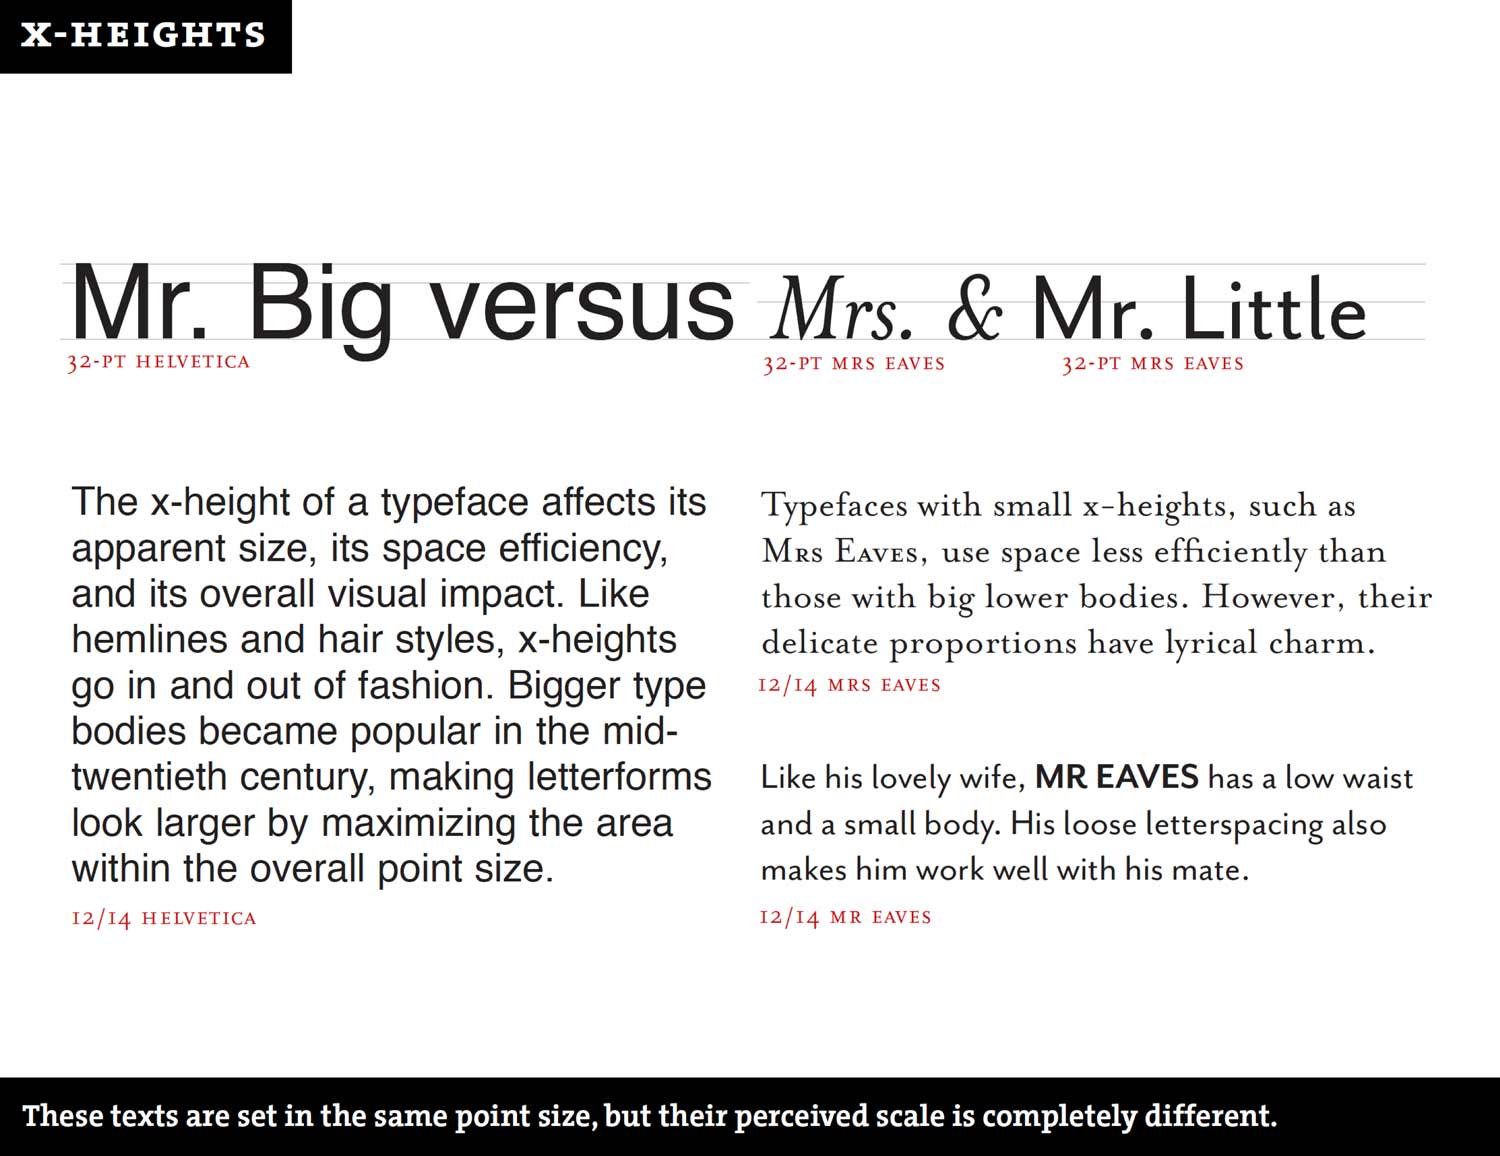 X-HEIGHTS
Mr. Big versus Mrs. & Mr. Little
32-PT HELVETICA 32-PT MRS EAVES 32-PT MRS EAVES
The x-height of a typeface affects its
apparent size, its space efficiency,
and its overall visual impact. Like
hemlines and hair styles, x-heights
go in and out of fashion. Bigger type
bodies became popular in the mid-
twentieth century, making letterforms
look larger by maximizing the area
within the overall point size.
12/14 HELVETICA
Typefaces with small x-heights, such as
MRS EAVES, use space less efficiently than
those with big lower bodies. However, their
delicate proportions have lyrical charm.
12/14 MRS EAVES
Like his lovely wife, MR EAVES has a low waist
and a small body. His loose letterspacing also
makes him work well with his mate.
12/14 MR EAVES
These texts are set in the same point size, but their perceived scale is completely different.